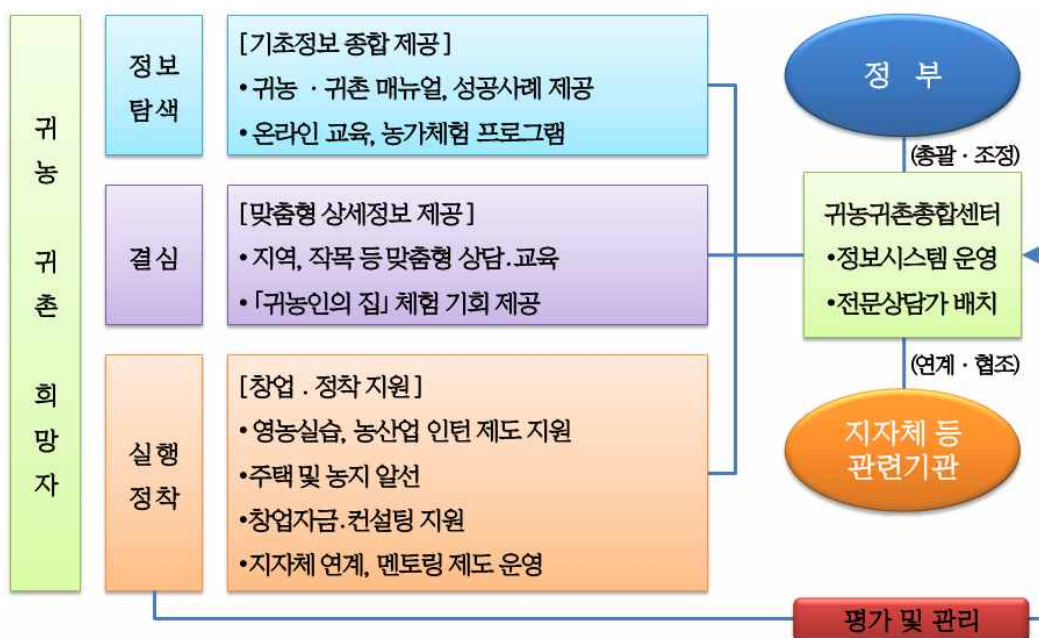 귀농 귀촌 희망자
정보
탐색
[기초정보 종합 제공]
• 귀농 · 귀촌 매뉴얼, 성공사례 제공
• 온라인 교육, 농가체험 프로그램
결심
[맞춤형 상세정보 제공]
• 지역, 작목 등 맞춤형 상담.교육
• 「귀농인의 집」 체험 기회 제공
실행
정착
[창업 . 정착 지원]
• 영농실습, 농산업 인턴 제도 지원
•주택 및 농지 알선
•창업자금.컨설팅 지원
•지자체 연계, 멘토링 제도 운영
정 부
(총괄 · 조정)
귀농귀촌종합센터
•정보시스템 운영
•전문상담가 배치
(연계 · 협조)
지자체 등
관련기관
평가 및 관리